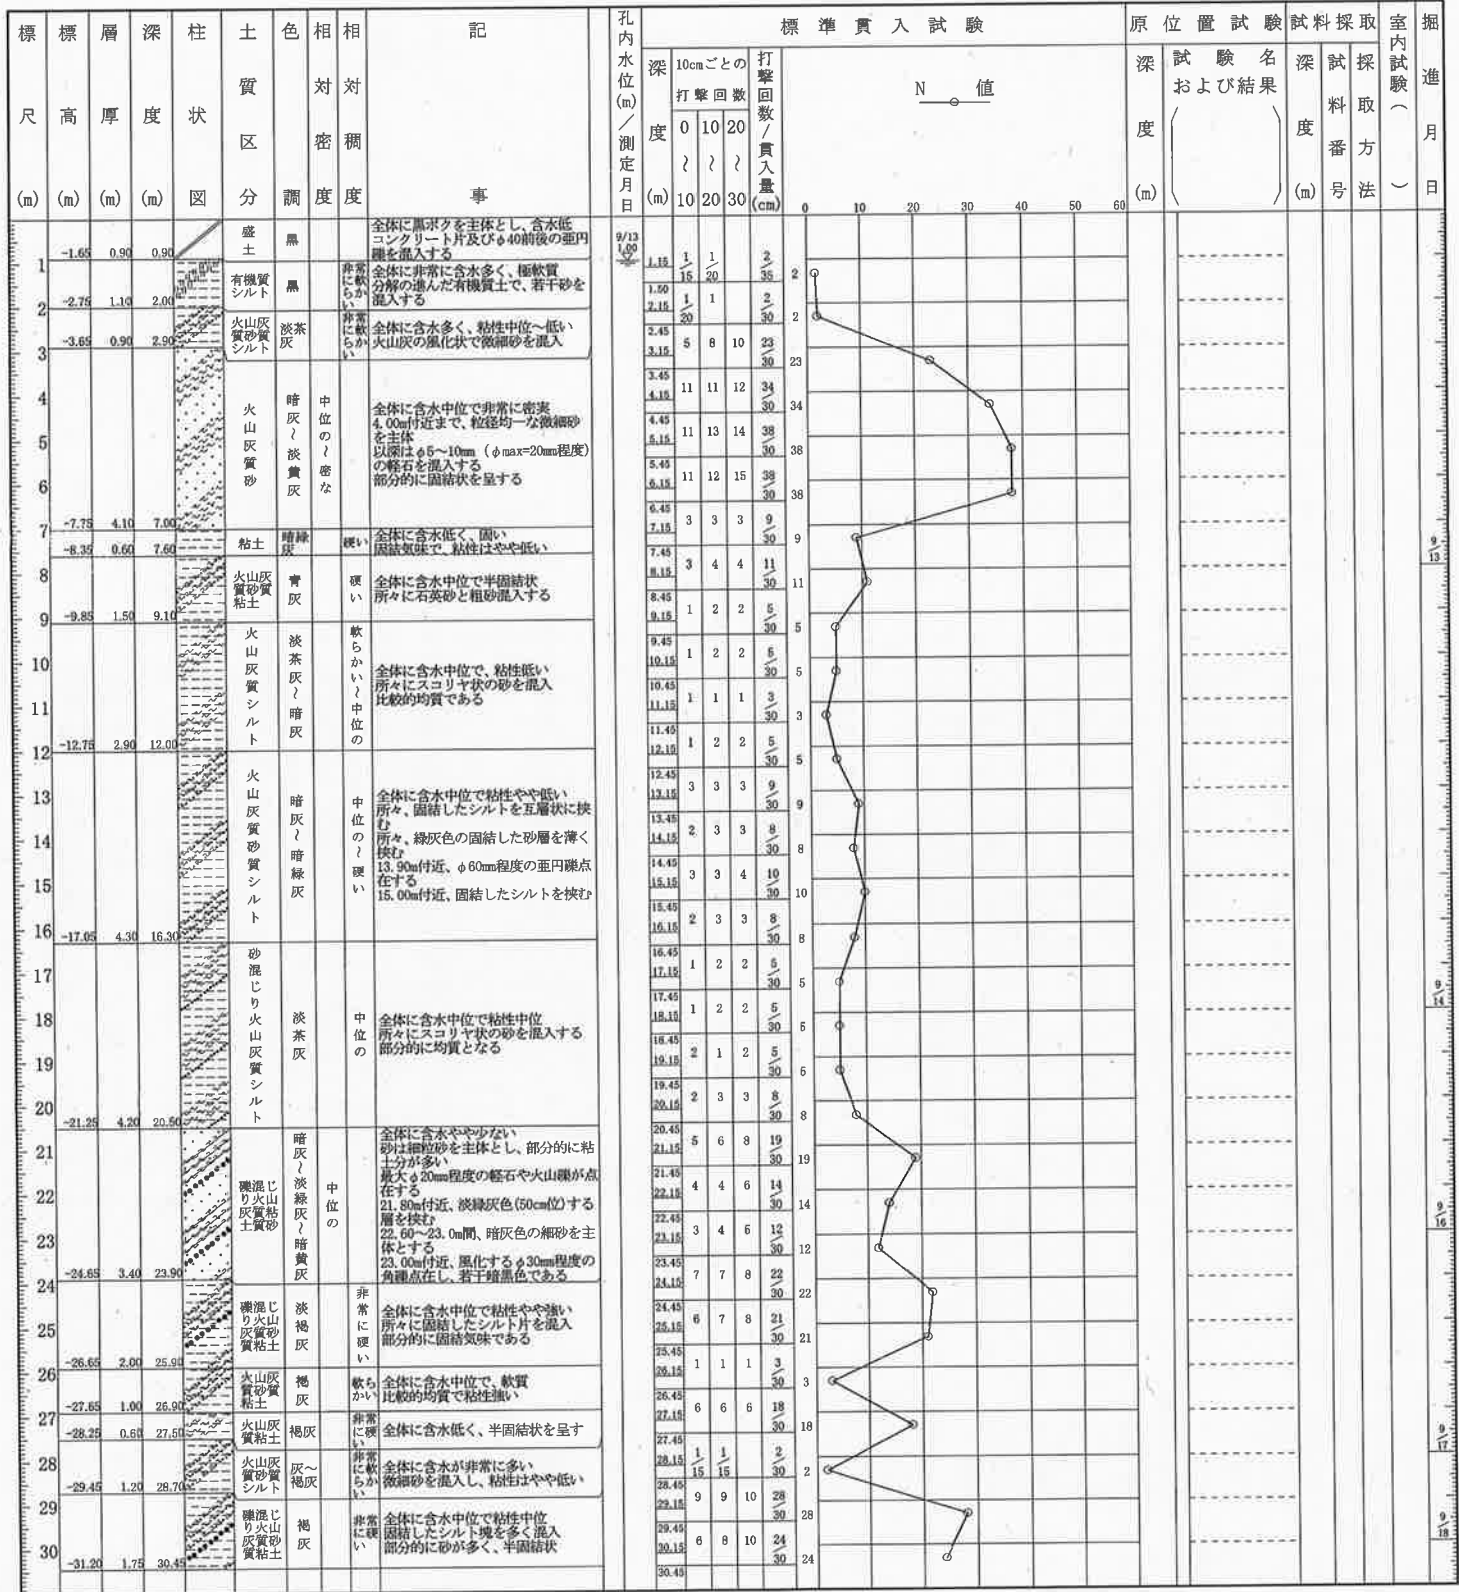 標尺(m) 標高(m) 層厚(m) 深度(m) 柱状図 土質区分 色調 相対密度 相対稠度 記事 孔内水位(m)/測定月日 標準貫入試験 原位置試験 試料採取 室内試験( ) 掘進月日
深度(m) 10cmごとの打撃回数 打撃回数/貫入量(cm) N 値 深度(m) 試験名および結果 深度(m) 試料番号 採取方法
0〜10 10〜20 20〜30
0 10 20 30 40 50 60
-1.65 0.90 0.90 盛土 黒
全体に黒ボクを主体とし、含水低
コンクリート片及びφ40前後の亜円
礫を混入する
9/13
1.00
-2.75 1.10 2.00 有機質シルト 黒 非常に軟らかい
全体に非常に含水多く、極軟質
分解の進んだ有機質土で、若干砂を
混入する
-3.65 0.90 2.90 火山灰質砂質シルト 淡茶灰 非常に軟らかい
全体に含水多く、粘性中位〜低い
火山灰の風化状で微細砂を混入
-7.75 4.10 7.00 火山灰質砂 暗灰〜淡黄灰 中位の〜密な
全体に含水中位で非常に密実
4.00m付近まで、粒径均一な微細砂
を主体
以深はφ5〜10mm (φmax=20mm程度)
の軽石を混入する
部分的に固結状を呈する
-8.35 0.60 7.60 粘土 暗緑灰 硬い
全体に含水低く、固い
固結気味で、粘性はやや低い
-9.85 1.50 9.10 火山灰質砂質粘土 青灰 硬い
全体に含水中位で半固結状
所々に石英砂と粗砂混入する
-12.75 2.90 12.00 火山灰質シルト 淡茶灰〜暗灰 軟らかい〜中位の
全体に含水中位で、粘性低い
所々にスコリヤ状の砂を混入
比較的均質である
-17.05 4.30 16.30 火山灰質砂質シルト 暗灰〜暗緑灰 中位の〜硬い
全体に含水中位で粘性やや低い
所々、固結したシルトを互層状に挟
む
所々、緑灰色の固結した砂層を薄く
挟む
13.90m付近、φ60mm程度の亜円礫点
在する
15.00m付近、固結したシルトを挟む
-21.25 4.20 20.50 砂混じり火山灰質シルト 淡茶灰 中位の
全体に含水中位で粘性中位
所々にスコリヤ状の砂を混入する
部分的に均質となる
-24.65 3.40 23.90 礫混じり火山灰質粘土質砂 暗灰〜淡緑灰〜暗黄灰 中位の
全体に含水やや少ない
砂は細粒砂を主体とし、部分的に粘
土分が多い
最大φ20mm程度の軽石や火山礫が点
在する
21.80m付近、淡緑灰色(50cm位)する
層を挟む
22.60〜23.0m間、暗灰色の細砂を主
体とする
23.00m付近、風化するφ30mm程度の
角礫点在し、若干暗黒色である
-26.65 2.00 25.90 礫混じり火山灰質砂質粘土 淡褐灰 非常に硬い
全体に含水中位で粘性やや強い
所々に固結したシルト片を混入
部分的に固結気味である
-27.65 1.00 26.90 火山灰質砂質粘土 褐灰 軟らかい
全体に含水中位で、軟質
比較的均質で粘性強い
-28.25 0.60 27.50 火山灰質粘土 褐灰 非常に硬い
全体に含水低く、半固結状を呈す
-29.45 1.20 28.70 火山灰質砂質シルト 灰〜褐灰 非常に軟らかい
全体に含水が非常に多い
微細砂を混入し、粘性はやや低い
-31.20 1.75 30.45 礫混じり火山灰質砂質粘土 褐灰 非常に硬い
全体に含水中位で粘性中位
固結したシルト塊を多く混入
部分的に砂が多く、半固結状
1 2 3 4 5 6 7 8 9 10 11 12 13 14 15 16 17 18 19 20 21 22 23 24 25 26 27 28 29 30
1.15 1/15 1/20 2/35 2
1.50
2.15 1/20 1 2/30 2
2.45
3.15 5 8 10 23/30 23
3.45
4.15 11 11 12 34/30 34
4.45
5.15 11 13 14 38/30 38
5.45
6.15 11 12 15 38/30 38
6.45
7.15 3 3 3 9/30 9
7.45
8.15 3 4 4 11/30 11
8.45
9.15 1 2 2 5/30 5
9.45
10.15 1 2 2 5/30 5
10.45
11.15 1 1 1 3/30 3
11.45
12.15 1 2 2 5/30 5
12.45
13.15 3 3 3 9/30 9
13.45
14.15 2 3 3 8/30 8
14.45
15.15 3 3 4 10/30 10
15.45
16.15 2 3 3 8/30 8
16.45
17.15 1 2 2 5/30 5
17.45
18.15 1 2 2 5/30 5
18.45
19.15 2 1 2 5/30 5
19.45
20.15 2 3 3 8/30 8
20.45
21.15 5 6 8 19/30 19
21.45
22.15 4 4 6 14/30 14
22.45
23.15 3 4 5 12/30 12
23.45
24.15 7 7 8 22/30 22
24.45
25.15 6 7 8 21/30 21
25.45
26.15 1 1 1 3/30 3
26.45
27.15 6 6 6 18/30 18
27.45
28.15 1/15 1/15 2/30 2
28.45
29.15 9 9 10 28/30 28
29.45
30.15 6 8 10 24/30 24
30.45
9/13
9/14
9/16
9/17
9/18